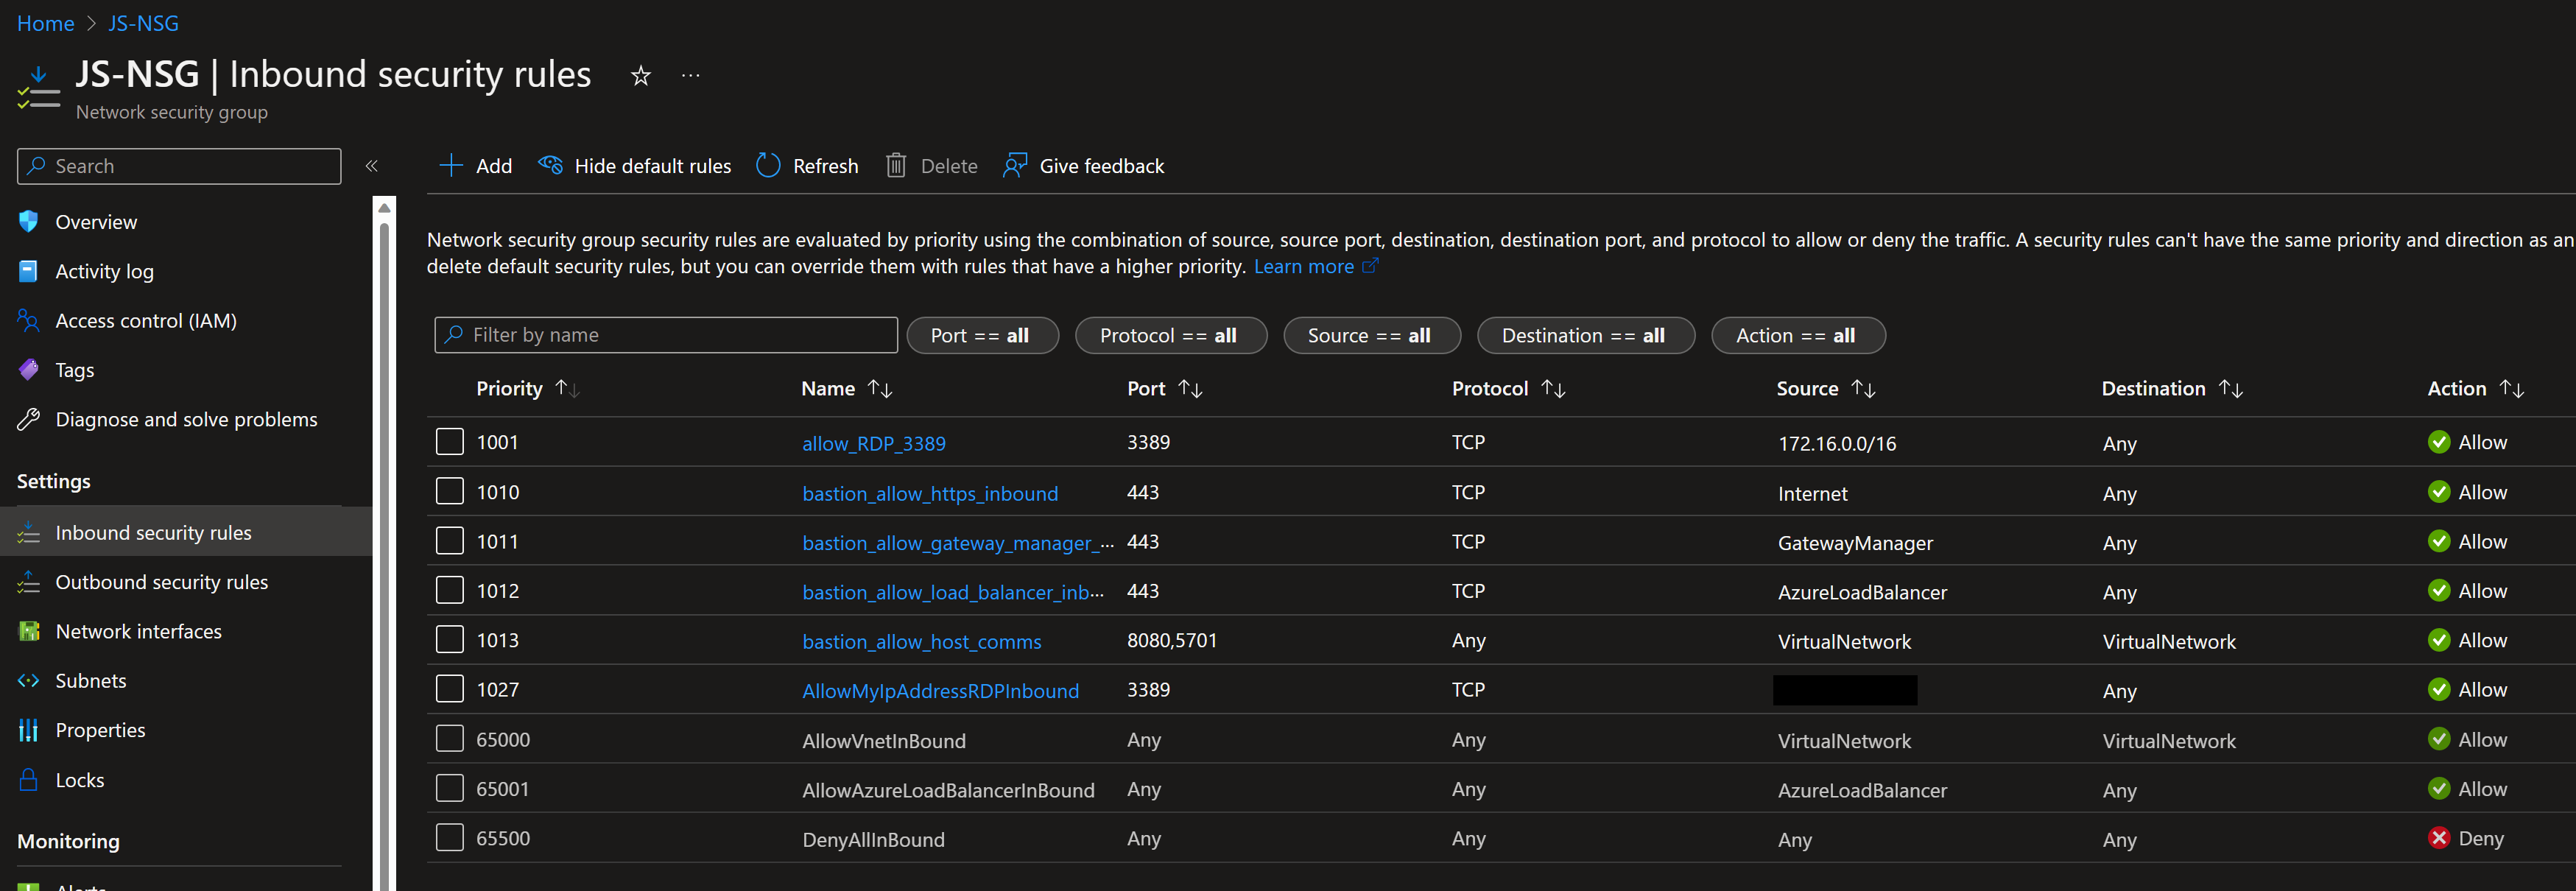 Home > JS-NSG
JS-NSG | Inbound security rules ☆ ...
Network security group
Search «
Overview
Activity log
Access control (IAM)
Tags
Diagnose and solve problems
Settings
Inbound security rules
Outbound security rules
Network interfaces
Subnets
Properties
Locks
Monitoring
Alerts
Add Hide default rules Refresh Delete Give feedback
Network security group security rules are evaluated by priority using the combination of source, source port, destination, destination port, and protocol to allow or deny the traffic. A security rules can't have the same priority and direction as an
delete default security rules, but you can override them with rules that have a higher priority. Learn more
Filter by name Port == all Protocol == all Source == all Destination == all Action == all
Priority ↑↓ Name ↑↓ Port ↑↓ Protocol ↑↓ Source ↑↓ Destination ↑↓ Action ↑↓
1001 allow_RDP_3389 3389 TCP 172.16.0.0/16 Any Allow
1010 bastion_allow_https_inbound 443 TCP Internet Any Allow
1011 bastion_allow_gateway_manager_... 443 TCP GatewayManager Any Allow
1012 bastion_allow_load_balancer_inb... 443 TCP AzureLoadBalancer Any Allow
1013 bastion_allow_host_comms 8080,5701 Any VirtualNetwork VirtualNetwork Allow
1027 AllowMyIpAddressRDPInbound 3389 TCP Any Allow
65000 AllowVnetInBound Any Any VirtualNetwork VirtualNetwork Allow
65001 AllowAzureLoadBalancerInBound Any Any AzureLoadBalancer Any Allow
65500 DenyAllInBound Any Any Any Any Deny